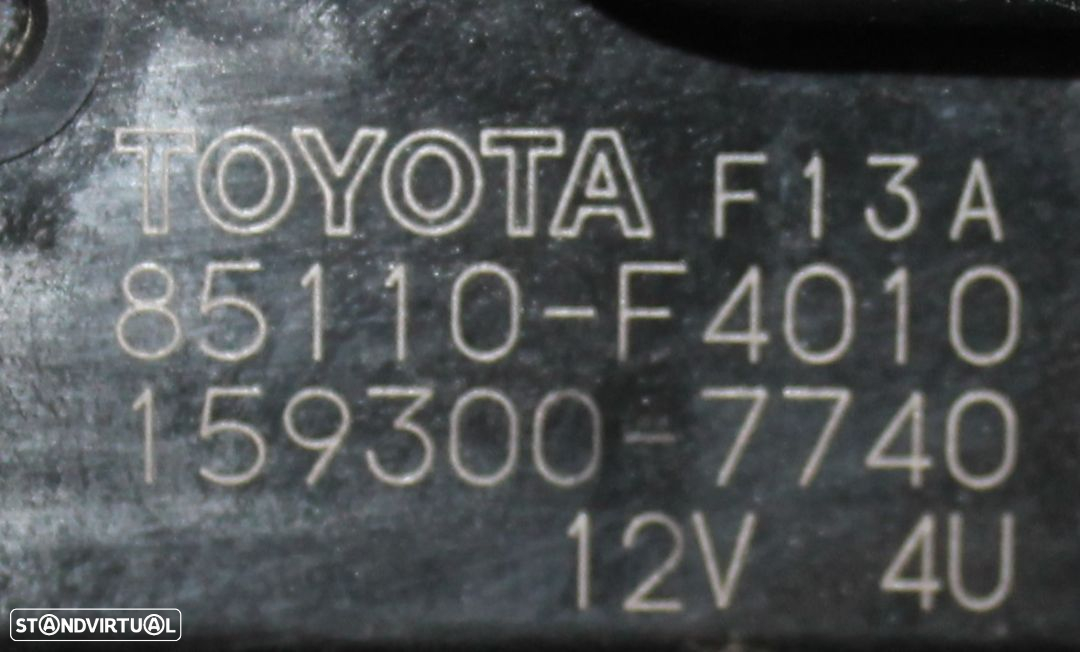 TOYOTA F13A
85110-F4010
159300-7740
12V 4U
STANDVIRTUAL